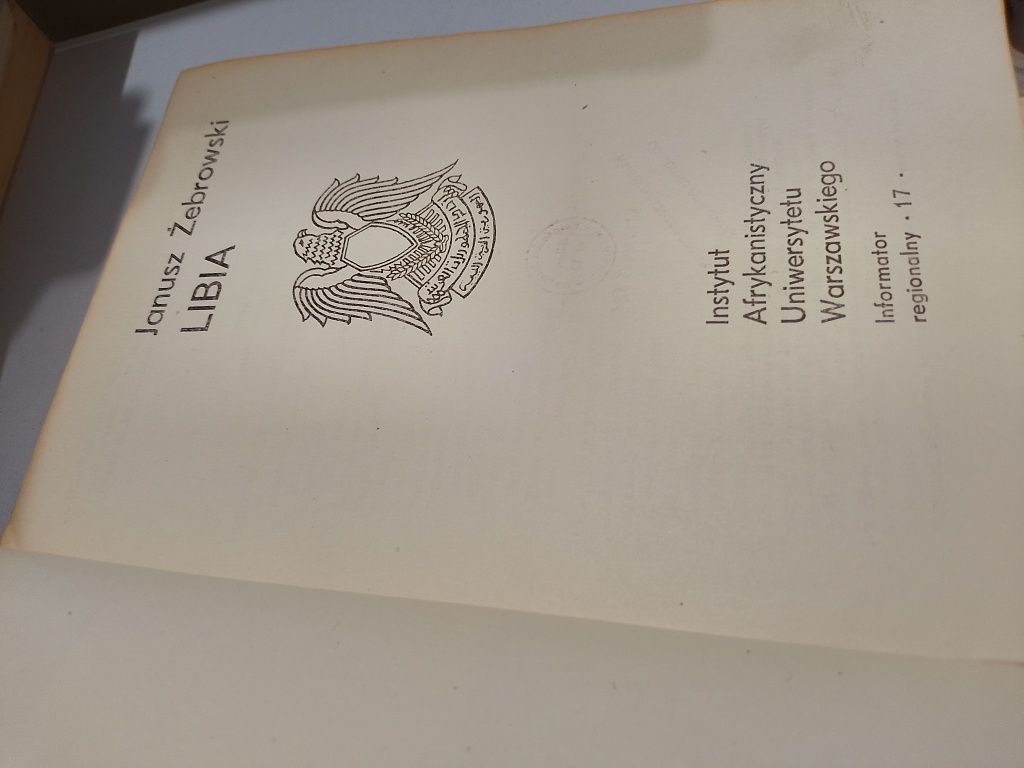 Janusz Żebrowski
LIBIA
Instytut
Afrykanistyczny
Uniwersytetu
Warszawskiego
Informator
regionalny • 17 •